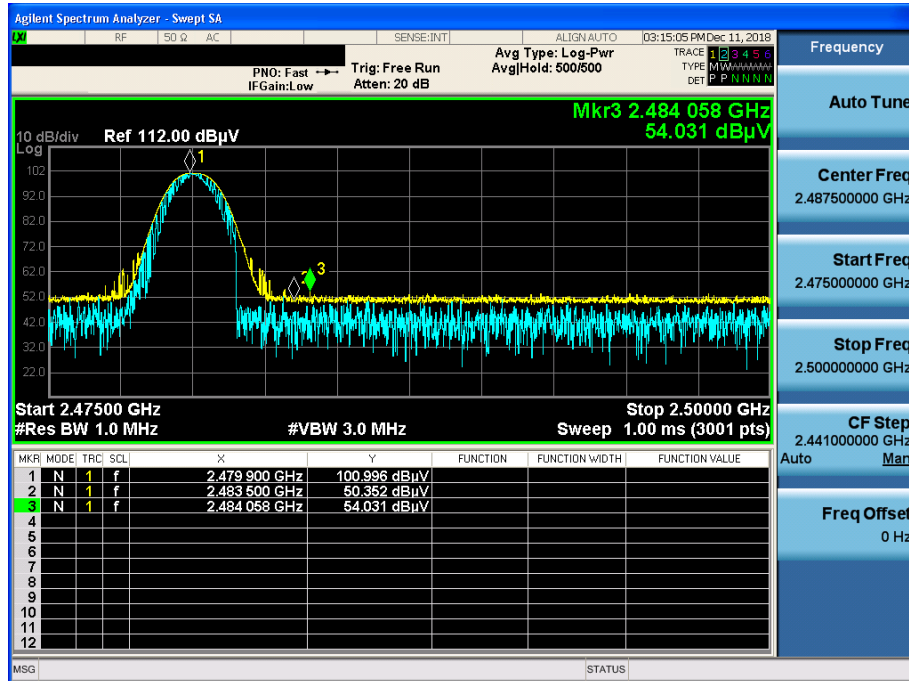 Agilent Spectrum Analyzer - Swept SA
LXI RF 50 Ω AC SENSE:INT ALIGN AUTO 03:15:05 PM Dec 11, 2018
Frequency
PNO: Fast
IFGain:Low
Trig: Free Run
Atten: 20 dB
Avg Type: Log-Pwr
Avg|Hold: 500/500
TRACE 1 2 3 4 5 6
TYPE MWWWWW
DET P P N N N N
Auto Tune
Mkr3 2.484 058 GHz
54.031 dBµV
10 dB/div Ref 112.00 dBµV
Log
102
92.0
82.0
72.0
62.0
52.0
42.0
32.0
22.0
1
2
3
Center Freq
2.487500000 GHz
Start Freq
2.475000000 GHz
Stop Freq
2.500000000 GHz
Start 2.47500 GHz Stop 2.50000 GHz
#Res BW 1.0 MHz #VBW 3.0 MHz Sweep 1.00 ms (3001 pts)
CF Step
2.441000000 GHz
Auto Man
MKR MODE TRC SCL X Y FUNCTION FUNCTION WIDTH FUNCTION VALUE
1 N 1 f 2.479 900 GHz 100.996 dBµV
2 N 1 f 2.483 500 GHz 50.352 dBµV
3 N 1 f 2.484 058 GHz 54.031 dBµV
4
5
6
7
8
9
10
11
12
Freq Offset
0 Hz
MSG STATUS